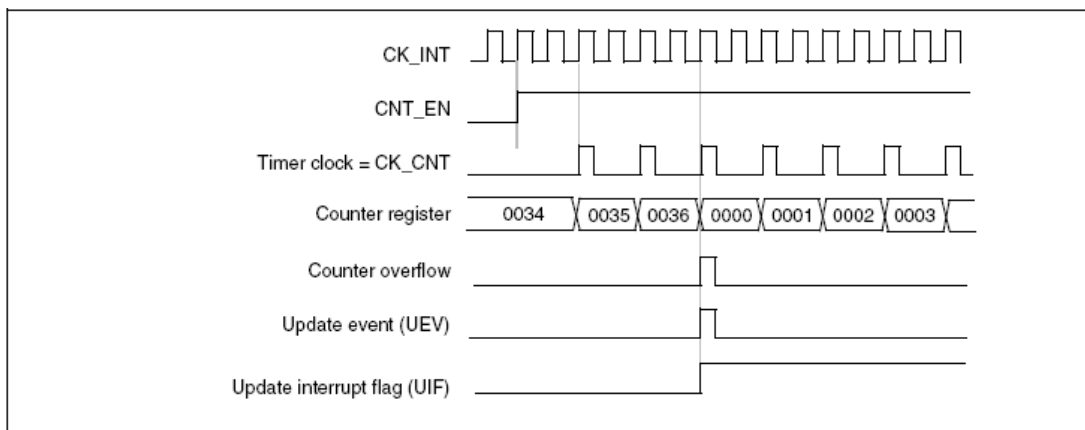 CK_INT
CNT_EN
Timer clock = CK_CNT
Counter register 0034 0035 0036 0000 0001 0002 0003
Counter overflow
Update event (UEV)
Update interrupt flag (UIF)